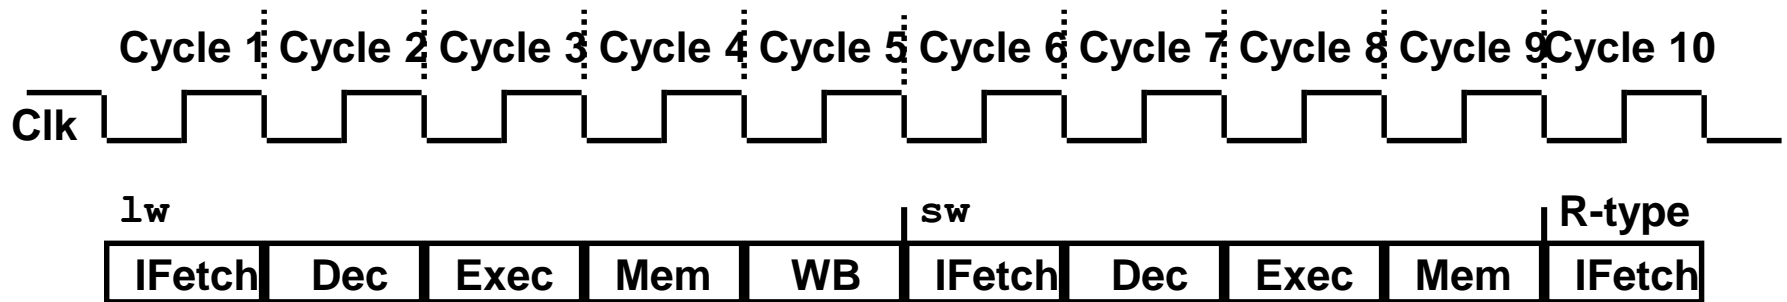 Cycle 1 Cycle 2 Cycle 3 Cycle 4 Cycle 5 Cycle 6 Cycle 7 Cycle 8 Cycle 9 Cycle 10
Clk
lw sw R-type
IFetch Dec Exec Mem WB IFetch Dec Exec Mem IFetch